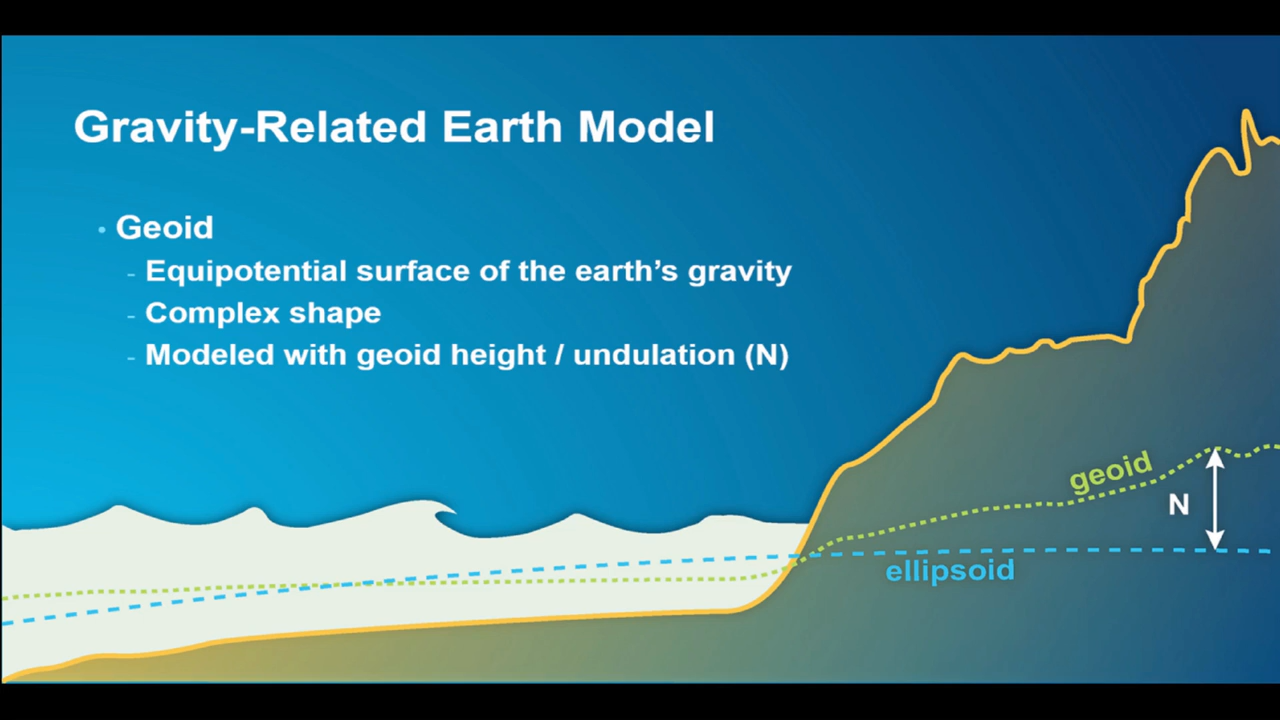 Gravity-Related Earth Model
• Geoid
- Equipotential surface of the earth’s gravity
- Complex shape
- Modeled with geoid height / undulation (N)
geoid
N
ellipsoid